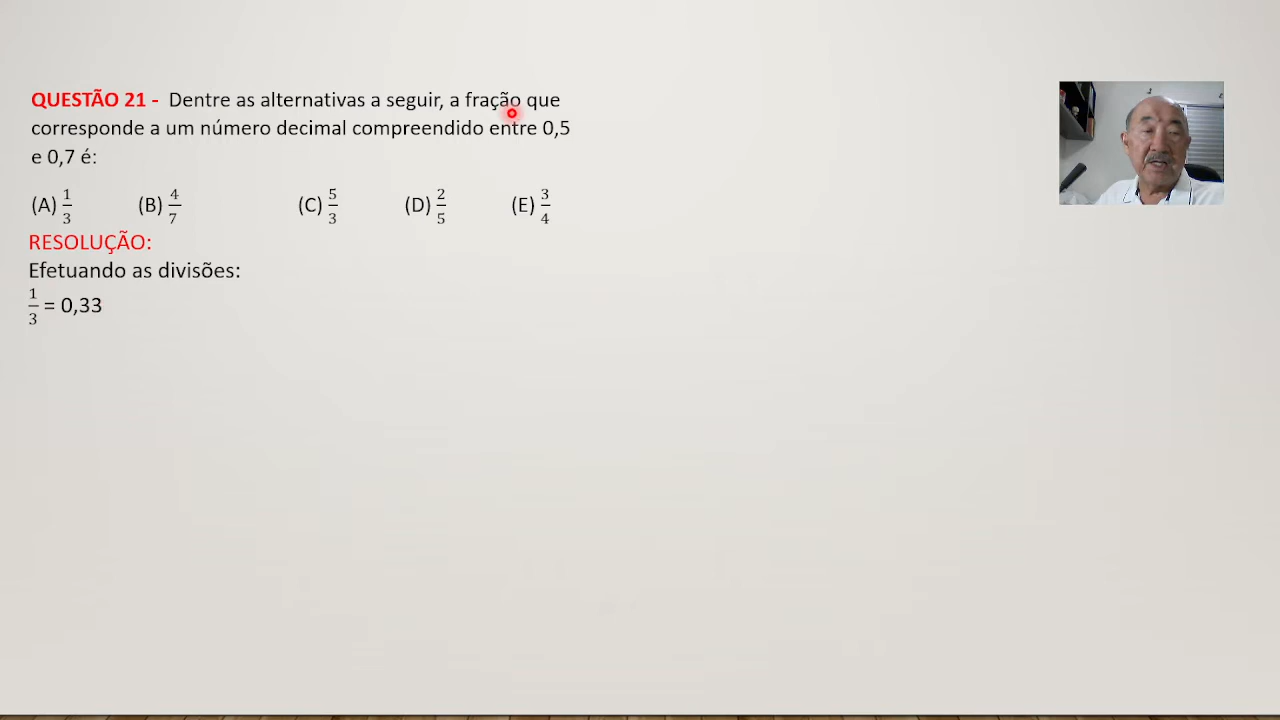 QUESTÃO 21 - Dentre as alternativas a seguir, a fração que
corresponde a um número decimal compreendido entre 0,5
e 0,7 é:
(A) 1/3 (B) 4/7 (C) 5/3 (D) 2/5 (E) 3/4
RESOLUÇÃO:
Efetuando as divisões:
1/3 = 0,33